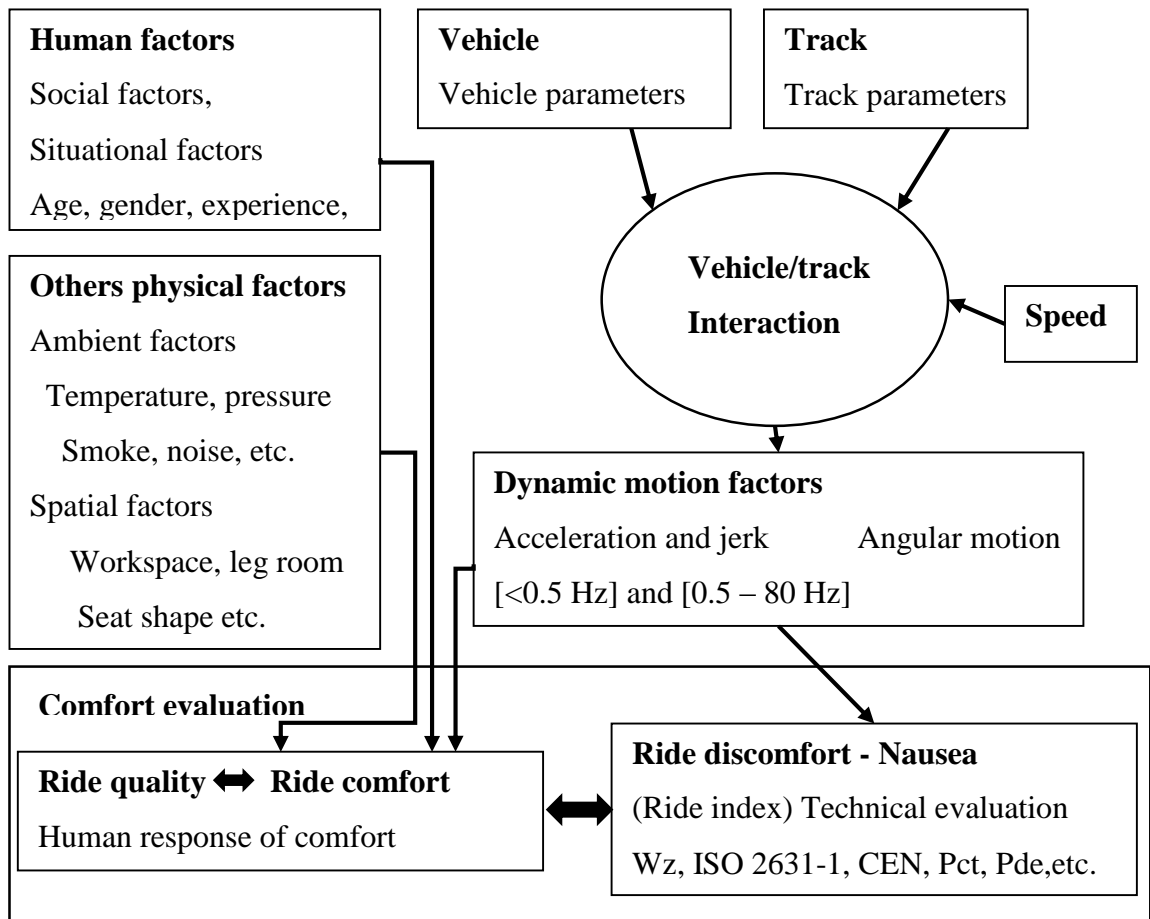 Human factors
Social factors,
Situational factors
Age, gender, experience,
Vehicle
Vehicle parameters
Track
Track parameters
Vehicle/track
Interaction
Speed
Others physical factors
Ambient factors
Temperature, pressure
Smoke, noise, etc.
Spatial factors
Workspace, leg room
Seat shape etc.
Dynamic motion factors
Acceleration and jerk Angular motion
[<0.5 Hz] and [0.5 – 80 Hz]
Comfort evaluation
Ride quality Ride comfort
Human response of comfort
Ride discomfort - Nausea
(Ride index) Technical evaluation
Wz, ISO 2631-1, CEN, Pct, Pde,etc.